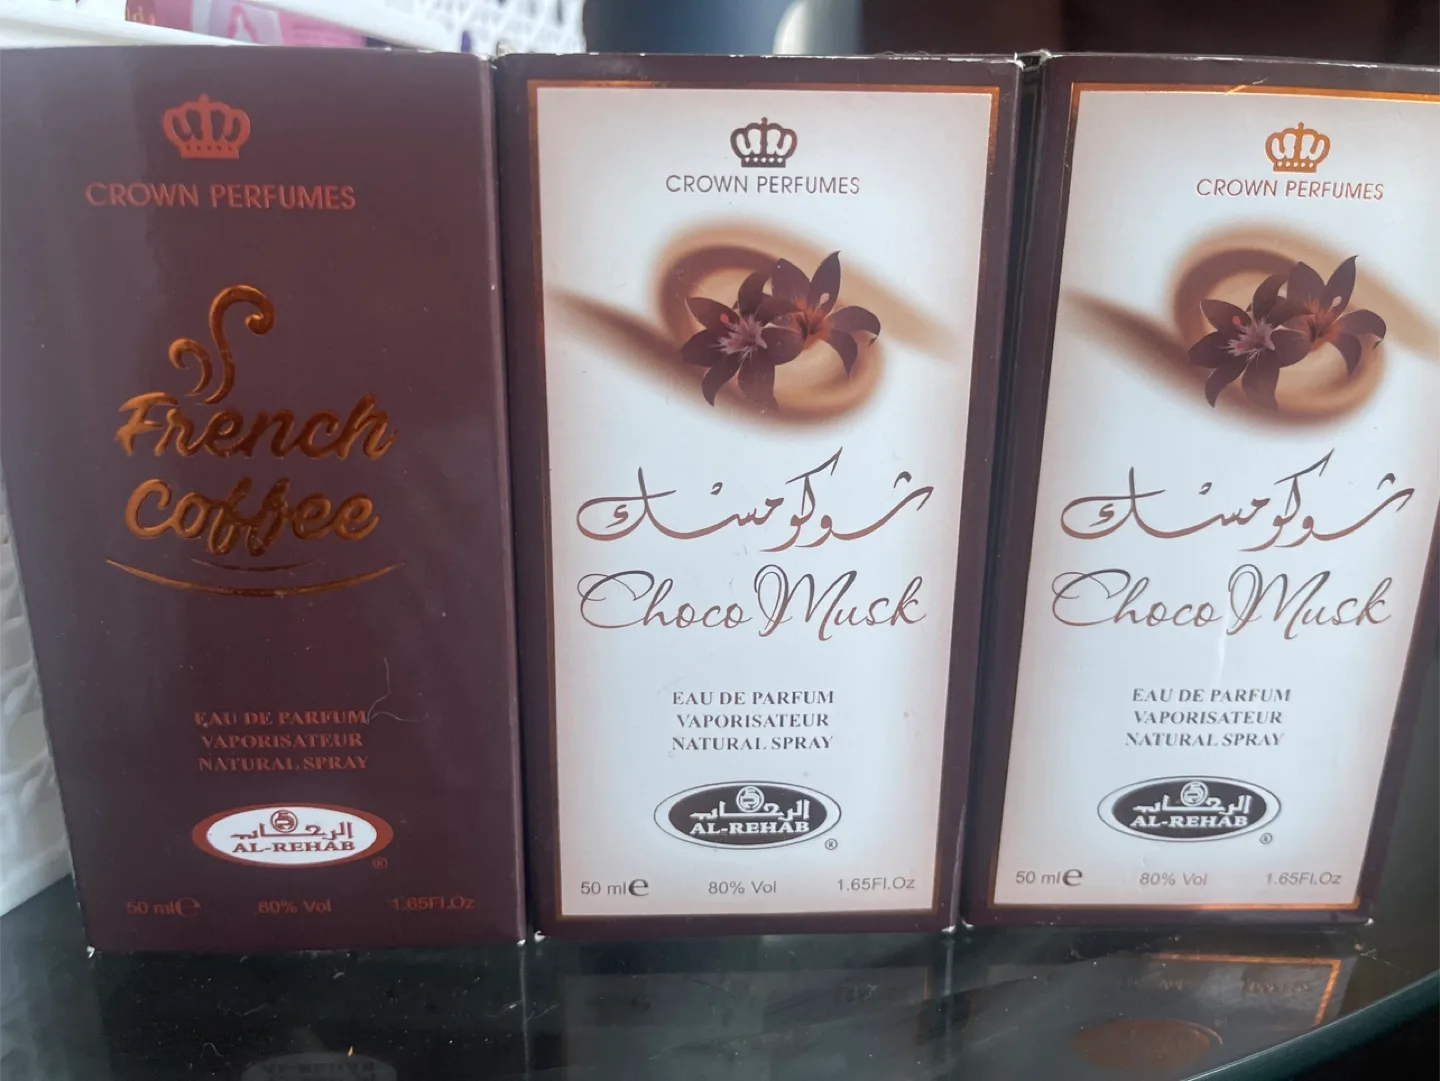 CROWN PERFUMES
French
Coffee
EAU DE PARFUM
VAPORISATEUR
NATURAL SPRAY
الرحاب
AL-REHAB
®
50 ml e
80% Vol
1.65Fl.Oz
CROWN PERFUMES
شوكو مسك
Choco Musk
EAU DE PARFUM
VAPORISATEUR
NATURAL SPRAY
الرحاب
AL-REHAB
®
50 ml e
80% Vol
1.65Fl.Oz
CROWN PERFUMES
شوكو مسك
Choco Musk
EAU DE PARFUM
VAPORISATEUR
NATURAL SPRAY
الرحاب
AL-REHAB
®
50 ml e
80% Vol
1.65Fl.Oz